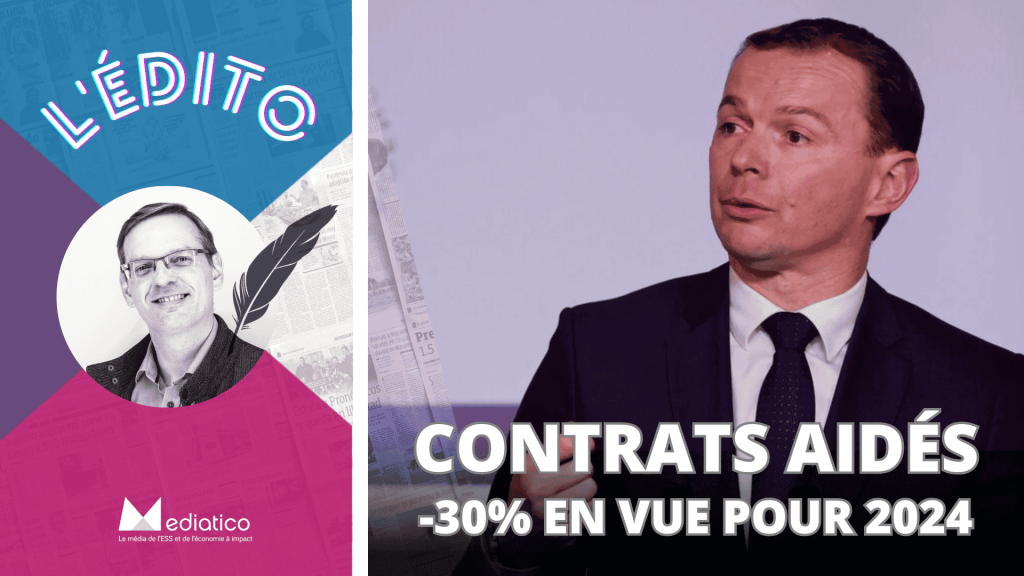 L'ÉDITO
Mediatico
Le média de l'ESS et de l'économie à impact
CONTRATS AIDÉS
-30% EN VUE POUR 2024